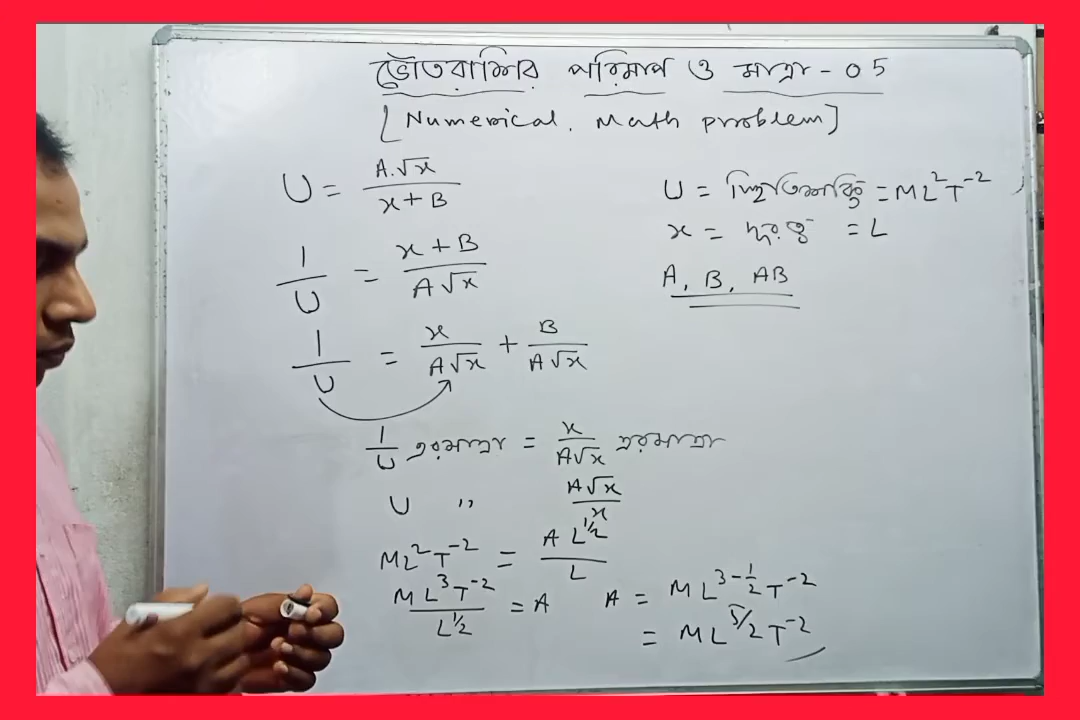 ভৌতরাশির পরিমাপ ও মাত্রা - 05
[Numerical. Math problem]
U = A.√x / x + B
1 / U = x + B / A√x
1 / U = x / A√x + B / A√x
U = স্থিতিশক্তি = ML²T⁻²
x = দূরত্ব = L
A, B, AB
1/U এর মাত্রা = x / A√x এর মাত্রা
U " A√x / x
ML²T⁻² = A L^1/2 / L
ML³T⁻² / L^1/2 = A
A = ML^3-1/2 T⁻²
= ML^5/2 T⁻²